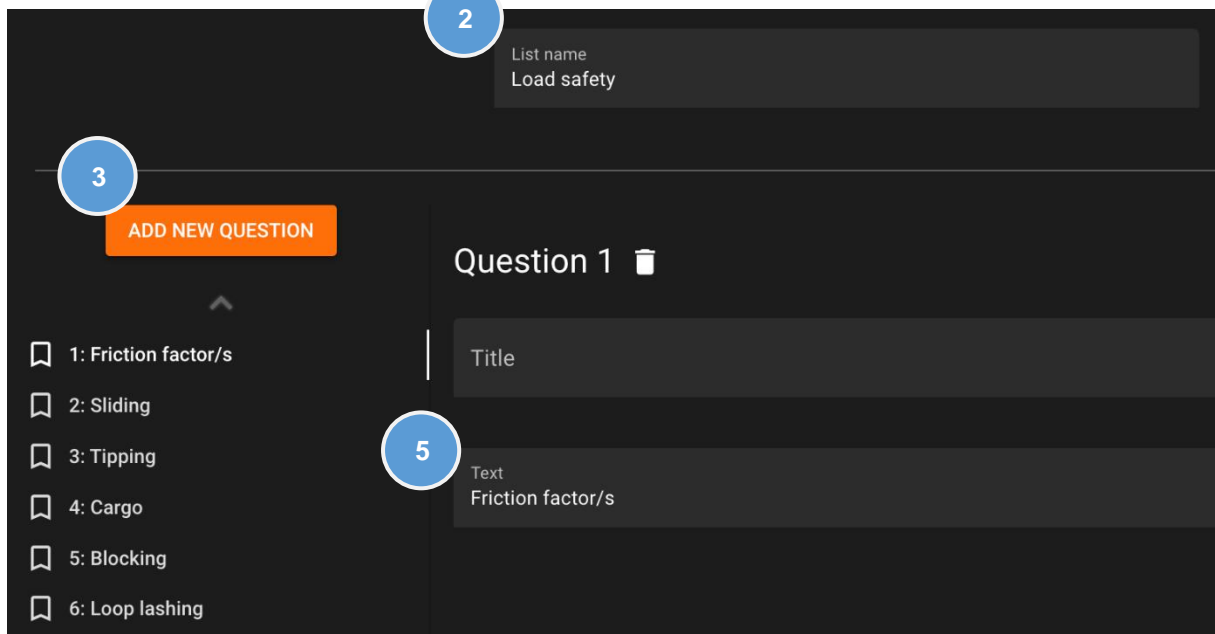 2
List name
Load safety
3
ADD NEW QUESTION
Question 1
1: Friction factor/s
2: Sliding
3: Tipping
4: Cargo
5: Blocking
6: Loop lashing
Title
5
Text
Friction factor/s